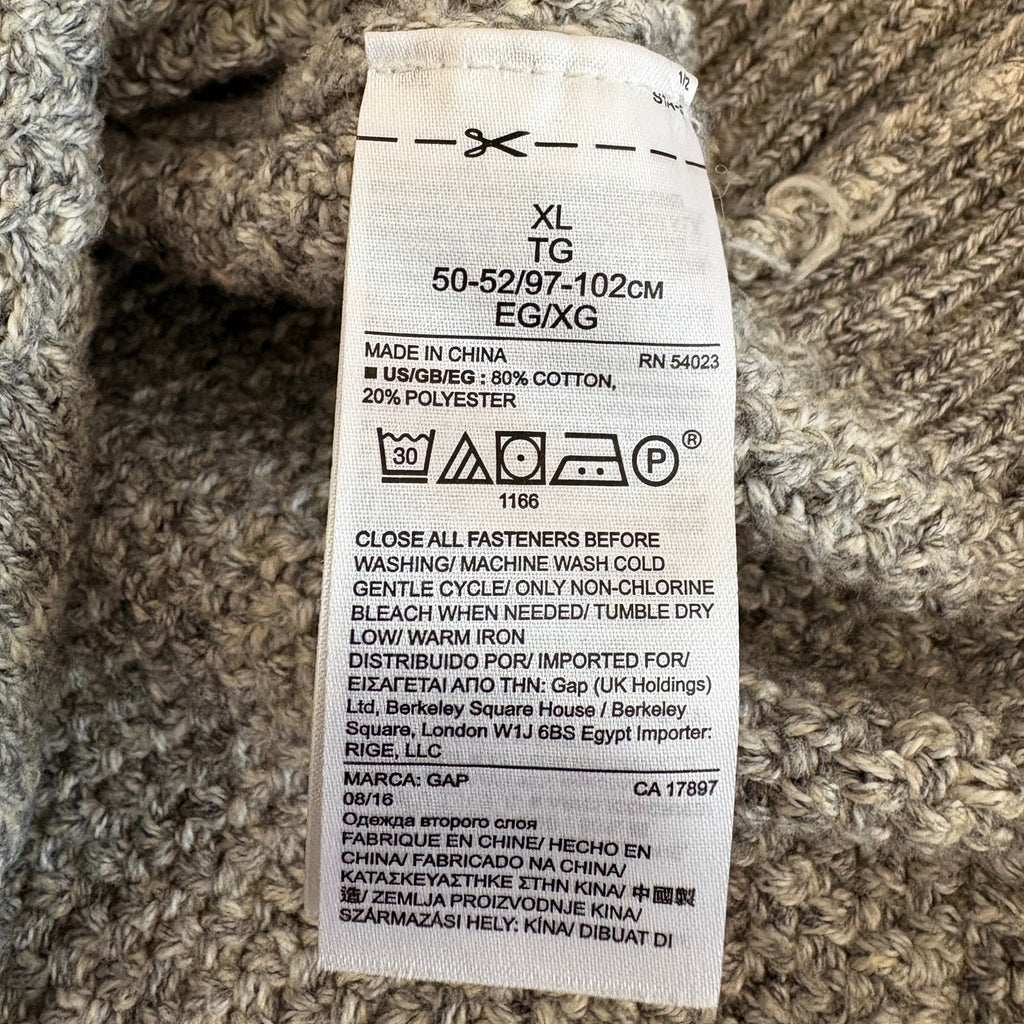 1/2
XL
TG
50-52/97-102CM
EG/XG
MADE IN CHINA RN 54023
■ US/GB/EG : 80% COTTON,
20% POLYESTER
30 P ®
1166
CLOSE ALL FASTENERS BEFORE
WASHING/ MACHINE WASH COLD
GENTLE CYCLE/ ONLY NON-CHLORINE
BLEACH WHEN NEEDED/ TUMBLE DRY
LOW/ WARM IRON
DISTRIBUIDO POR/ IMPORTED FOR/
ΕΙΣΑΓΕΤΑΙ ΑΠΟ ΤΗΝ: Gap (UK Holdings)
Ltd, Berkeley Square House / Berkeley
Square, London W1J 6BS Egypt Importer:
RIGE, LLC
MARCA: GAP CA 17897
08/16
Одежда второго слоя
FABRIQUE EN CHINE/ HECHO EN
CHINA/ FABRICADO NA CHINA/
ΚΑΤΑΣΚΕΥΑΣΤΗΚΕ ΣΤΗΝ ΚΙΝΑ/ 中國製
造/ ZEMLJA PROIZVODNJE KINA/
SZÁRMAZÁSI HELY: KÍNA/ DIBUAT DI